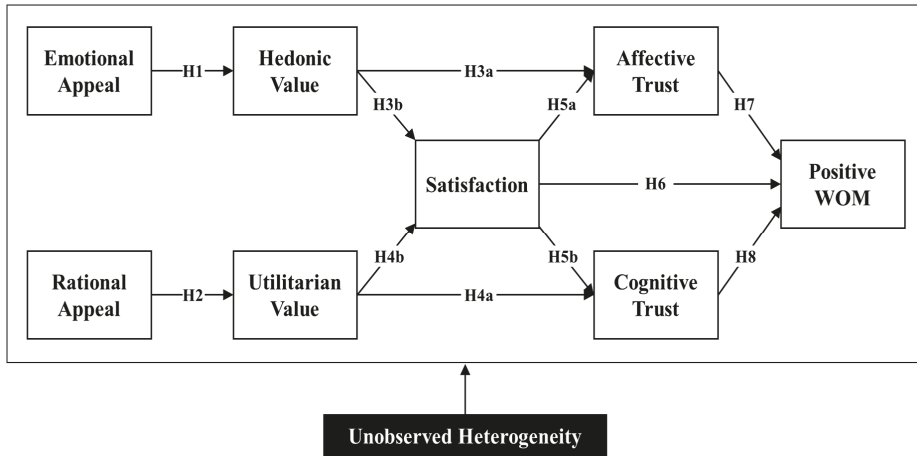 Emotional
Appeal
H1
Hedonic
Value
H3a
Affective
Trust
H3b
H5a
H7
Satisfaction
H6
Positive
WOM
H4b
H5b
H8
Rational
Appeal
H2
Utilitarian
Value
H4a
Cognitive
Trust
Unobserved Heterogeneity